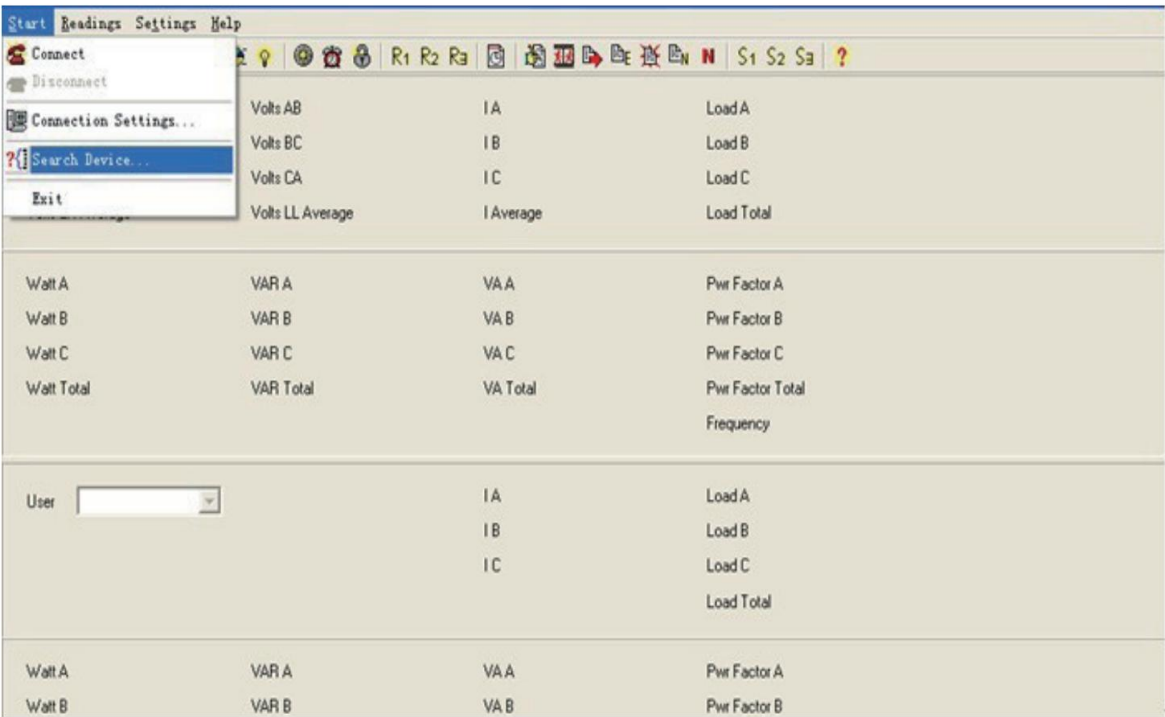 Start Readings Settings Help
Connect
R1 R2 R3 E N N S1 S2 S3 ?
Disconnect
Connection Settings...
?Search Device...
Exit
Volts AB I A Load A
Volts BC I B Load B
Volts CA I C Load C
Volts LL Average I Average Load Total
Watt A VAR A VA A Pwr Factor A
Watt B VAR B VA B Pwr Factor B
Watt C VAR C VA C Pwr Factor C
Watt Total VAR Total VA Total Pwr Factor Total
Frequency
User I A Load A
I B Load B
I C Load C
Load Total
Watt A VAR A VA A Pwr Factor A
Watt B VAR B VA B Pwr Factor B